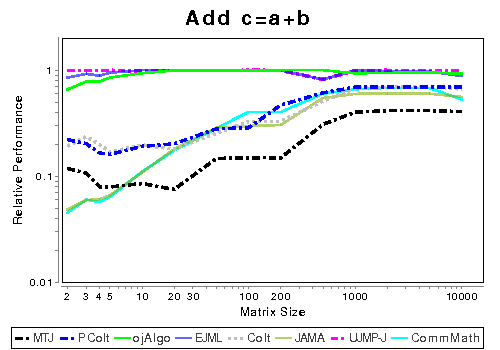 Add c=a+b
Relative Performance
1
0.1
0.01
2 3 4 5 10 20 30 100 200 1000 10000
Matrix Size
MTJ PColt ojAlgo EJML Colt JAMA UJMP-J CommMath